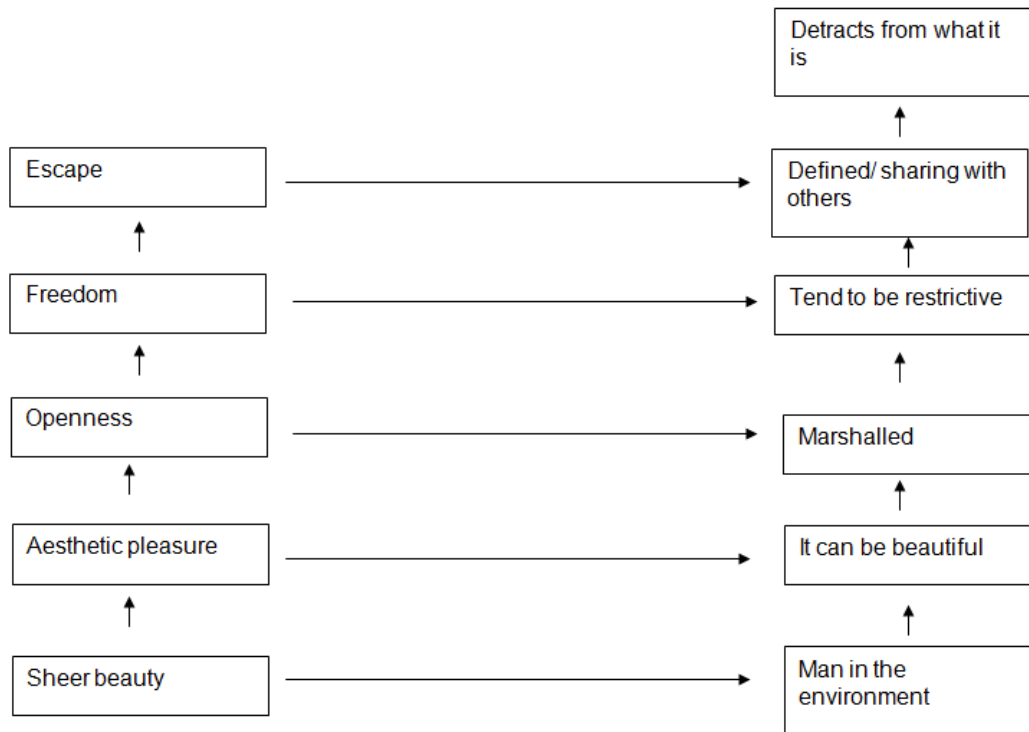 Detracts from what it
is
Escape
Defined/ sharing with
others
Freedom
Tend to be restrictive
Openness
Marshalled
Aesthetic pleasure
It can be beautiful
Sheer beauty
Man in the
environment